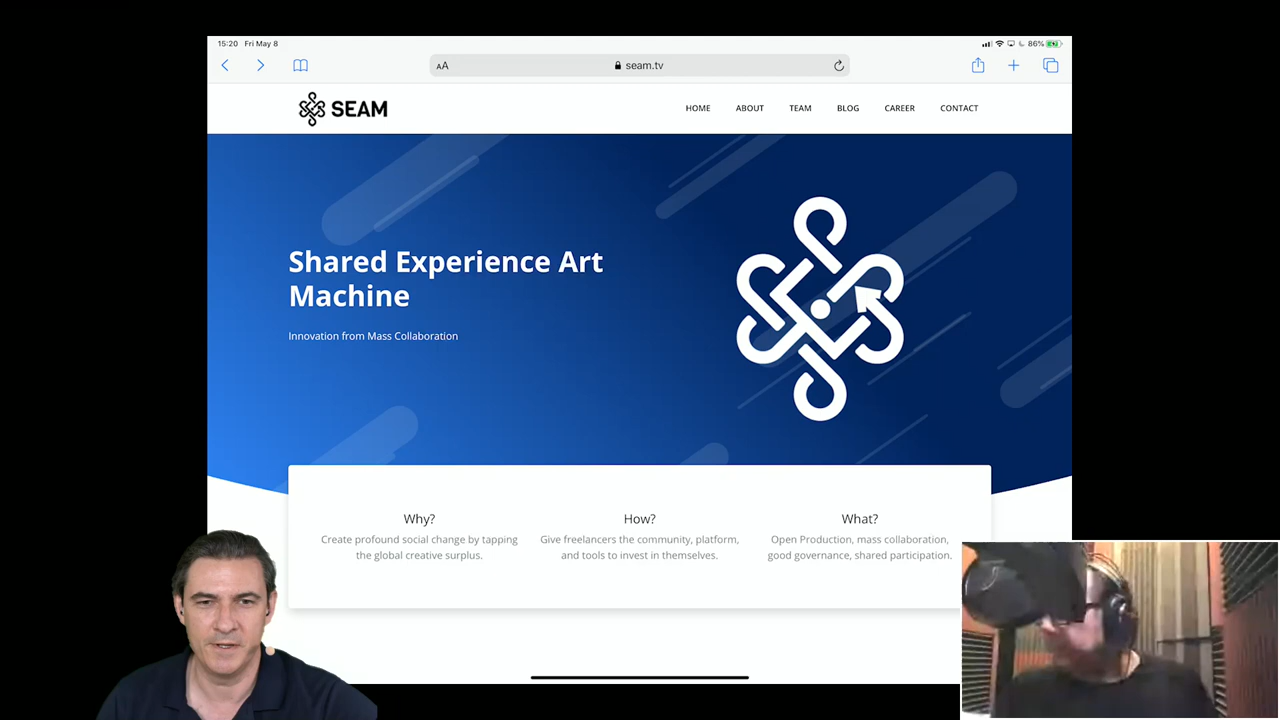 15:20 Fri May 8
86%
AA
seam.tv
SEAM
HOME ABOUT TEAM BLOG CAREER CONTACT
Shared Experience Art
Machine
Innovation from Mass Collaboration
Why?
Create profound social change by tapping
the global creative surplus.
How?
Give freelancers the community, platform,
and tools to invest in themselves.
What?
Open Production, mass collaboration,
good governance, shared participation.